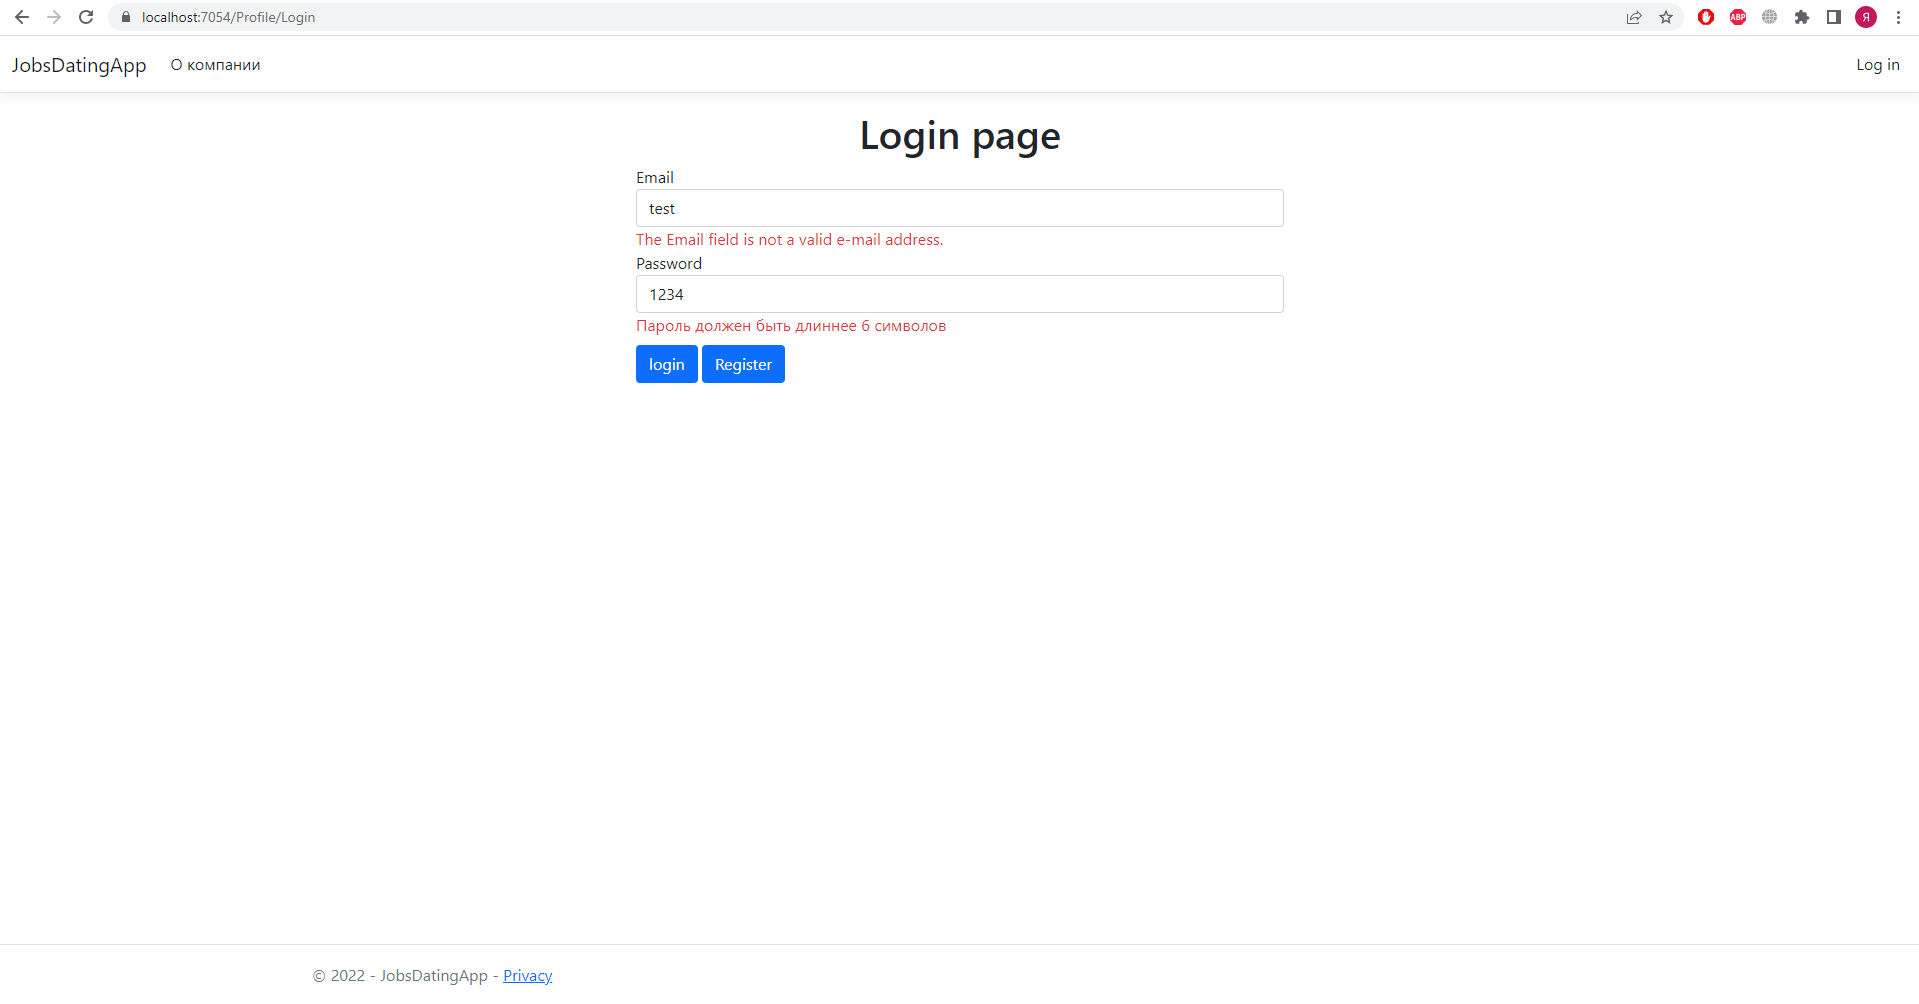 localhost:7054/Profile/Login
ABP
Я
JobsDatingApp О компании Log in
Login page
Email
test
The Email field is not a valid e-mail address.
Password
1234
Пароль должен быть длиннее 6 символов
login Register
© 2022 - JobsDatingApp - Privacy